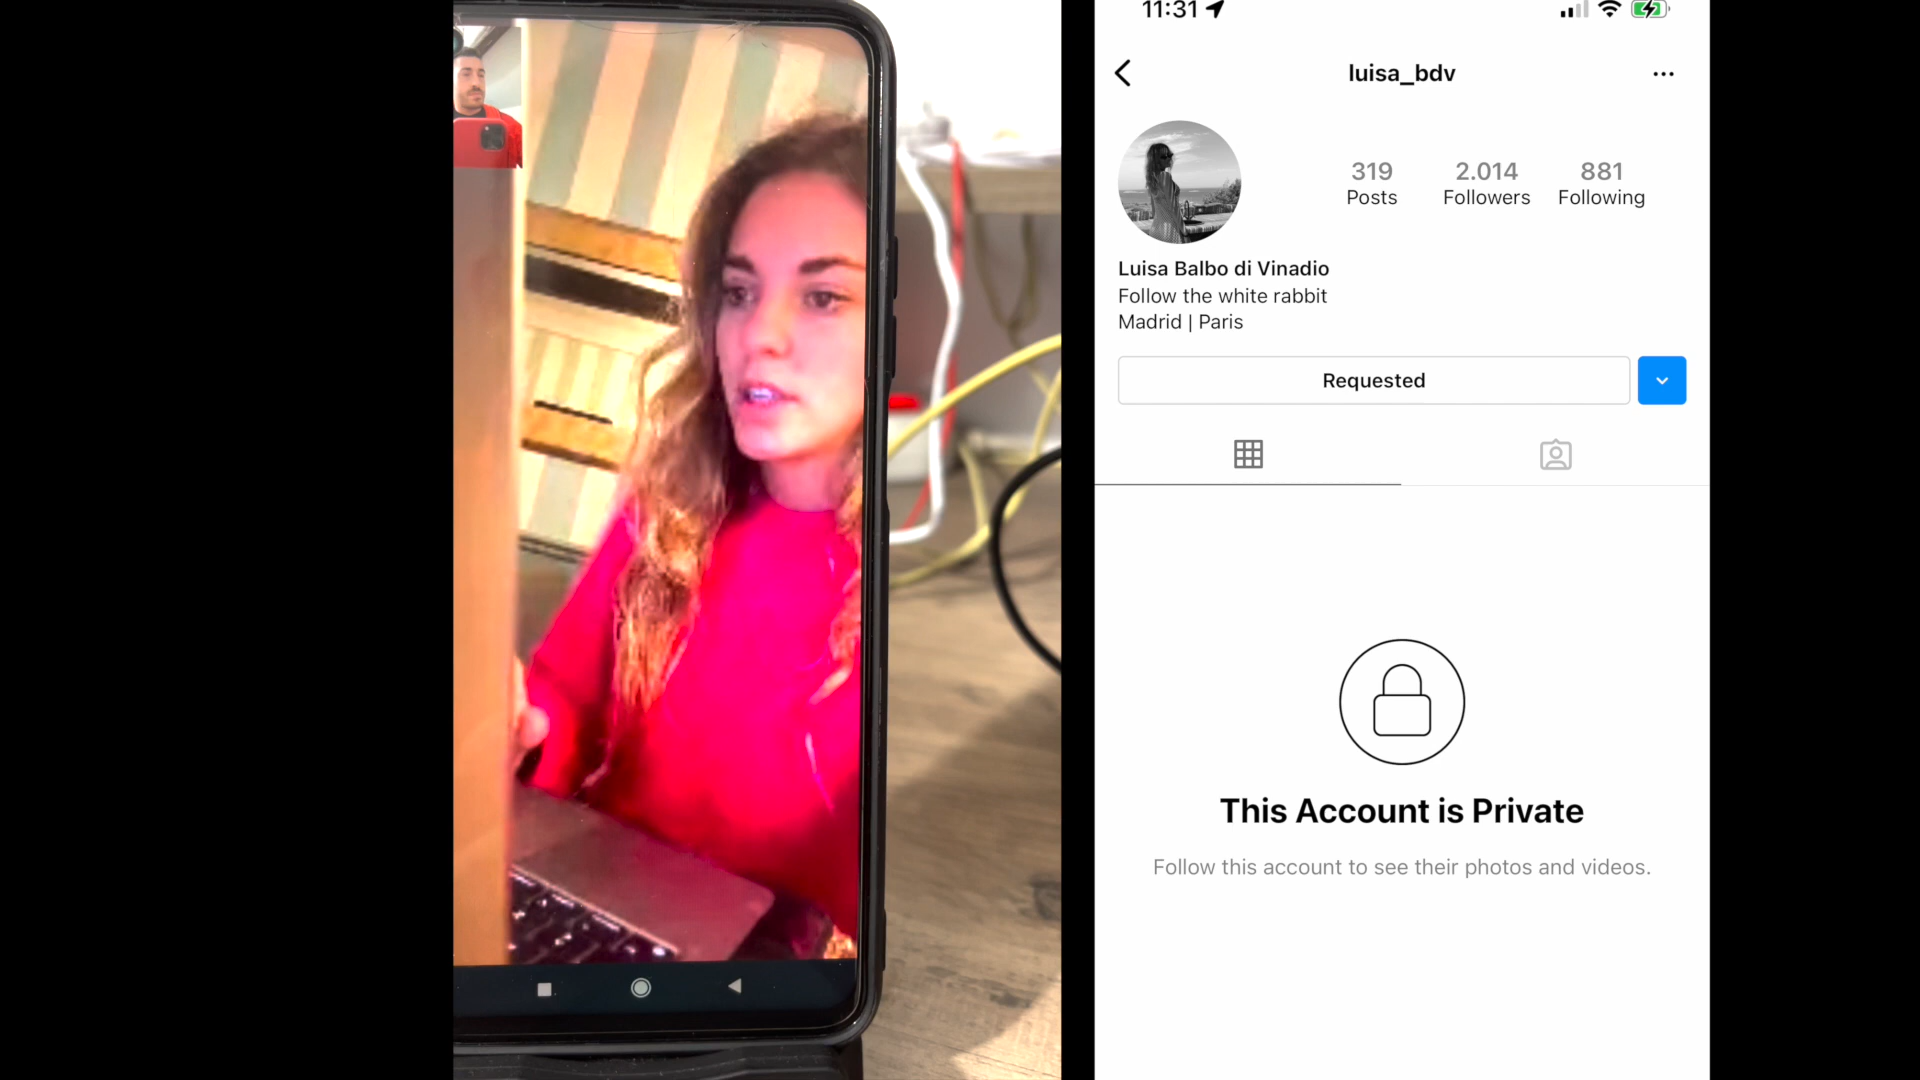 11:31
luisa_bdv
319
Posts
2.014
Followers
881
Following
Luisa Balbo di Vinadio
Follow the white rabbit
Madrid | Paris
Requested
This Account is Private
Follow this account to see their photos and videos.